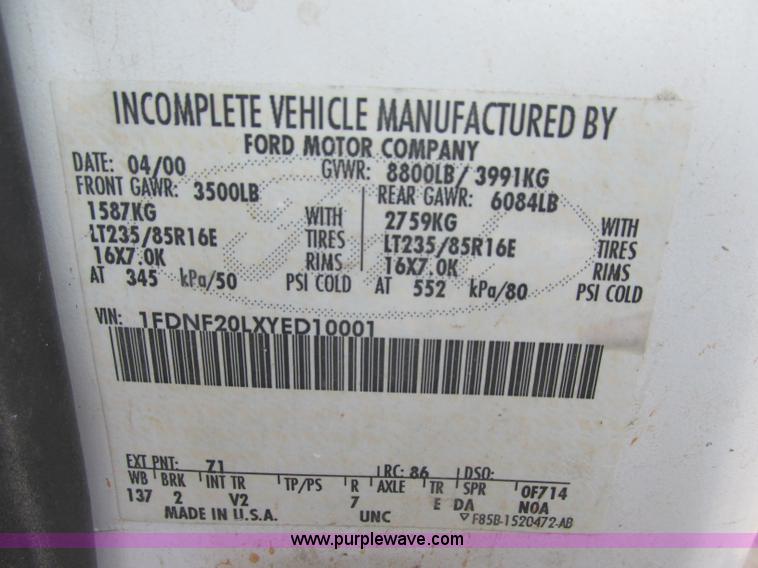 INCOMPLETE VEHICLE MANUFACTURED BY
FORD MOTOR COMPANY
DATE: 04/00 GVWR: 8800LB / 3991KG
FRONT GAWR: 3500LB REAR GAWR: 6084LB
1587KG WITH 2759KG WITH
LT235/85R16E TIRES LT235/85R16E TIRES
16X7.0K RIMS 16X7.0K RIMS
AT 345 kPa/50 PSI COLD AT 552 kPa/80 PSI COLD
VIN: 1FDNF20LXYED10001
EXT PNT: Z1 RC: 86 DSO:
WB BRK INT TR TP/PS R AXLE TR SPR 0F714
137 2 V2 7 E DA N0A
MADE IN U.S.A. UNC F85B-1520472-AB
www.purplewave.com